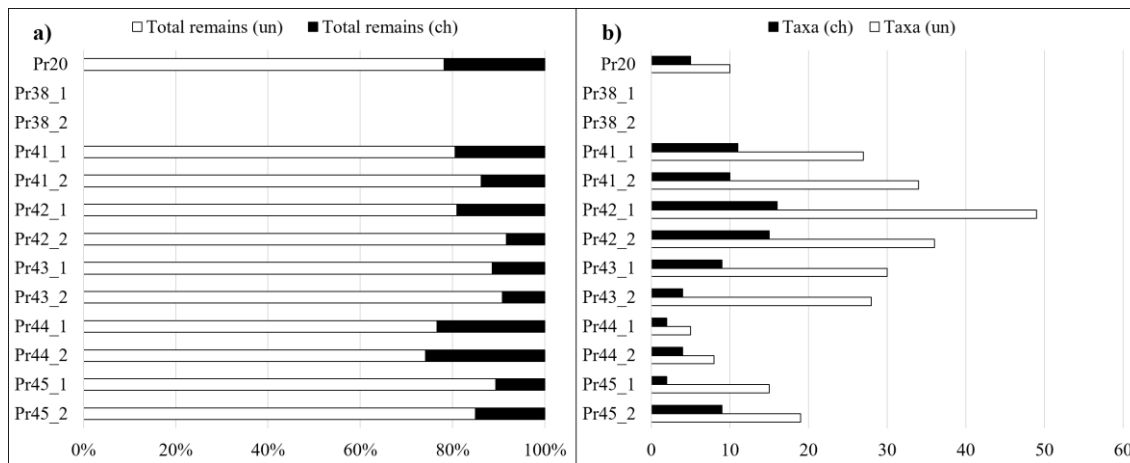 a) Total remains (un) Total remains (ch)
Pr20
Pr38_1
Pr38_2
Pr41_1
Pr41_2
Pr42_1
Pr42_2
Pr43_1
Pr43_2
Pr44_1
Pr44_2
Pr45_1
Pr45_2
0% 20% 40% 60% 80% 100%
b) Taxa (ch) Taxa (un)
Pr20
Pr38_1
Pr38_2
Pr41_1
Pr41_2
Pr42_1
Pr42_2
Pr43_1
Pr43_2
Pr44_1
Pr44_2
Pr45_1
Pr45_2
0 10 20 30 40 50 60